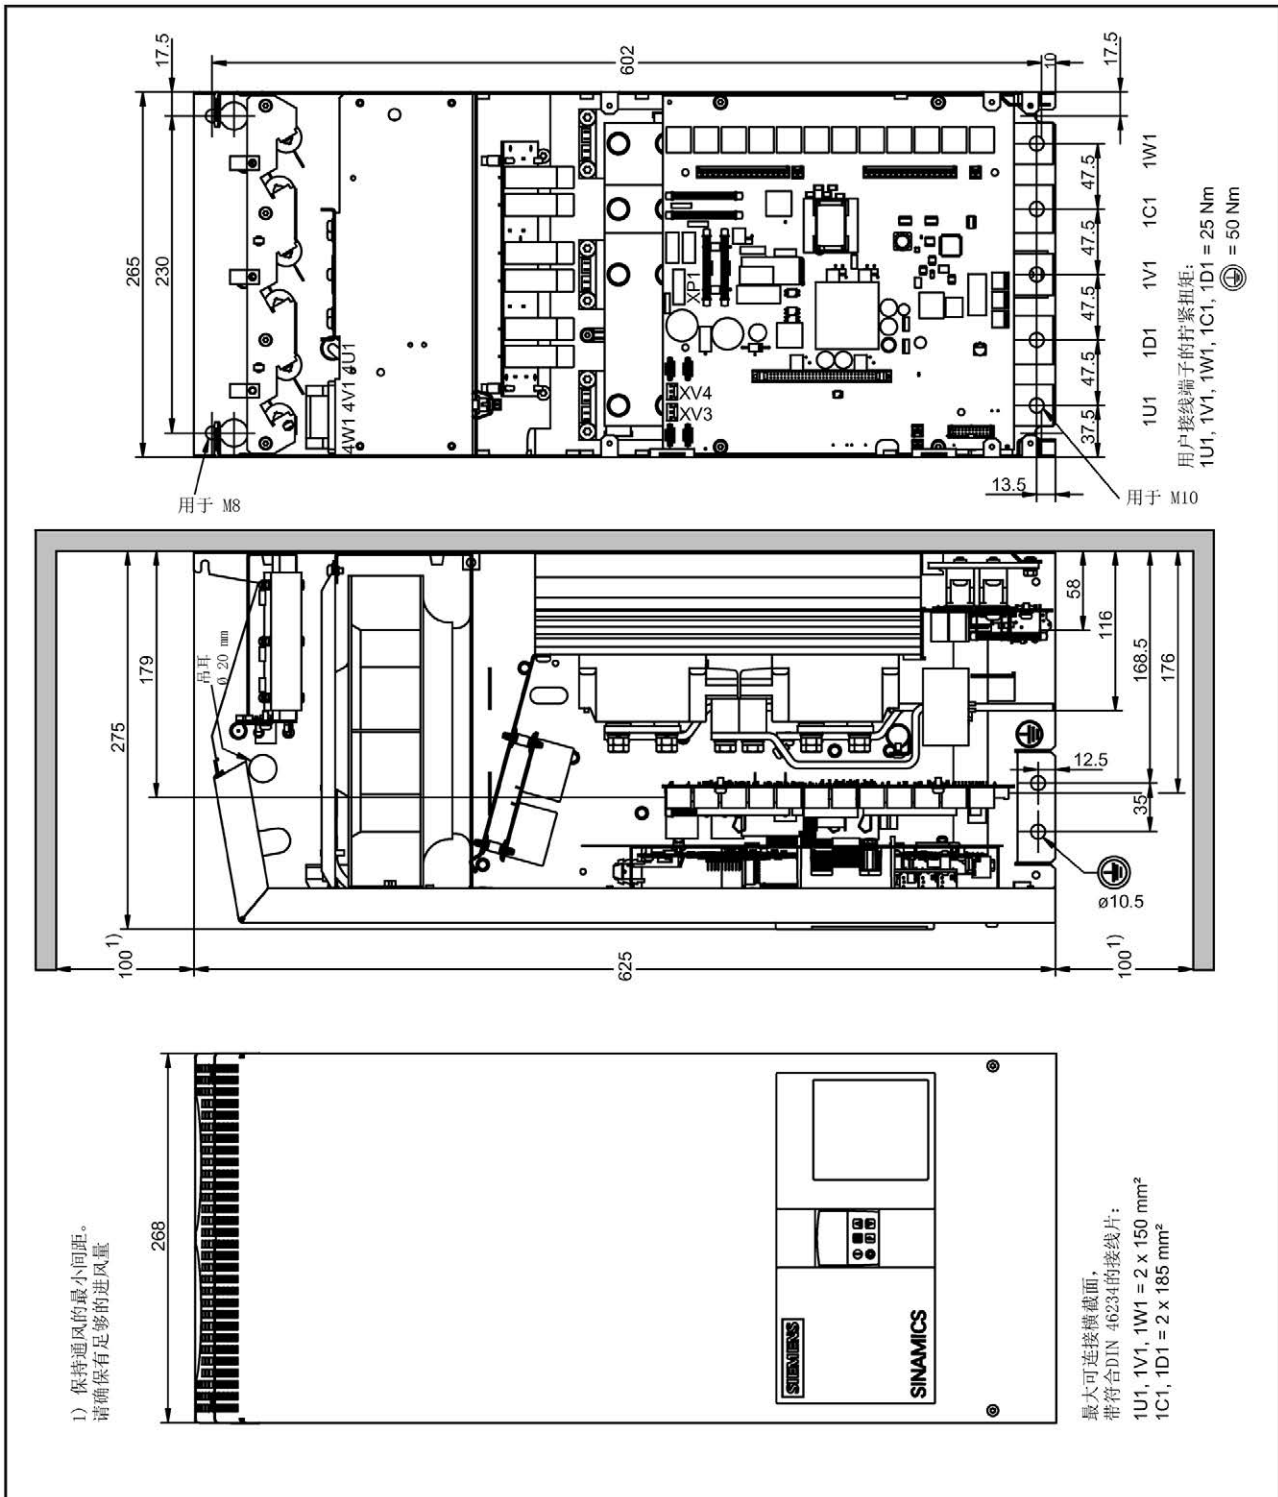 17.5
602
10
17.5
265
230
4W1 4V1 4U1
XP1
XV4
XV3
47.5
47.5
47.5
47.5
37.5
13.5
1U1
1D1
1V1
1C1
1W1
用户接线端子的拧紧扭矩:
1U1, 1V1, 1W1, 1C1, 1D1 = 25 Nm
= 50 Nm
用于 M8
用于 M10
275
179
吊耳
Ø 20 mm
58
116
168.5
176
12.5
35
ø10.5
100 1)
625
100 1)
268
SIEMENS
SINAMICS
1) 保持通风的最小间距。
请确保有足够的进风量
最大可连接横截面,
带符合DIN 46234的接线片:
1U1, 1V1, 1W1 = 2 x 150 mm²
1C1, 1D1 = 2 x 185 mm²